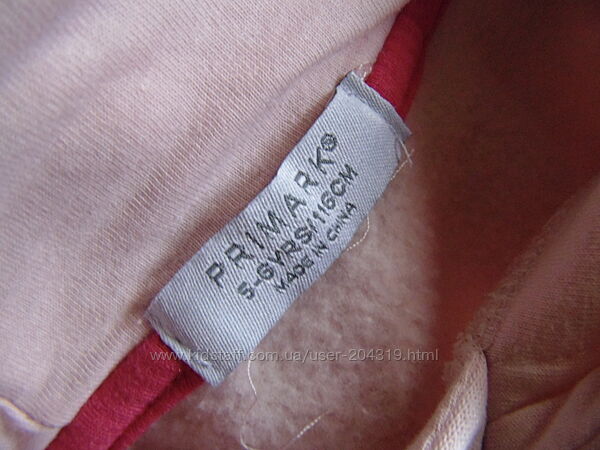 PRIMARK®
5-6YRS/116CM
MADE IN CHINA
www.kidstaff.com.ua/user-204319.html